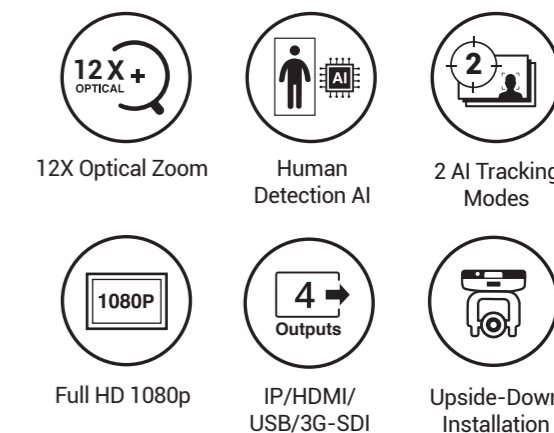 12X+
OPTICAL
AI
2
12X Optical Zoom
Human
Detection AI
2 AI Tracking
Modes
1080P
4
Outputs
Full HD 1080p
IP/HDMI/
USB/3G-SDI
Upside-Down
Installation